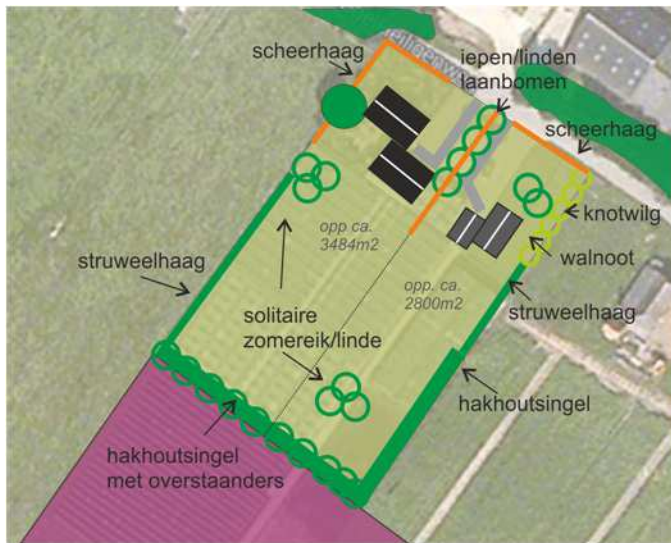 scheerhaag
iepen/linden
laanbomen
scheerhaag
knotwilg
walnoot
struweelhaag
opp ca.
3484m2
opp. ca.
2800m2
struweelhaag
solitaire
zomereik/linde
hakhoutsingel
hakhoutsingel
met overstaanders